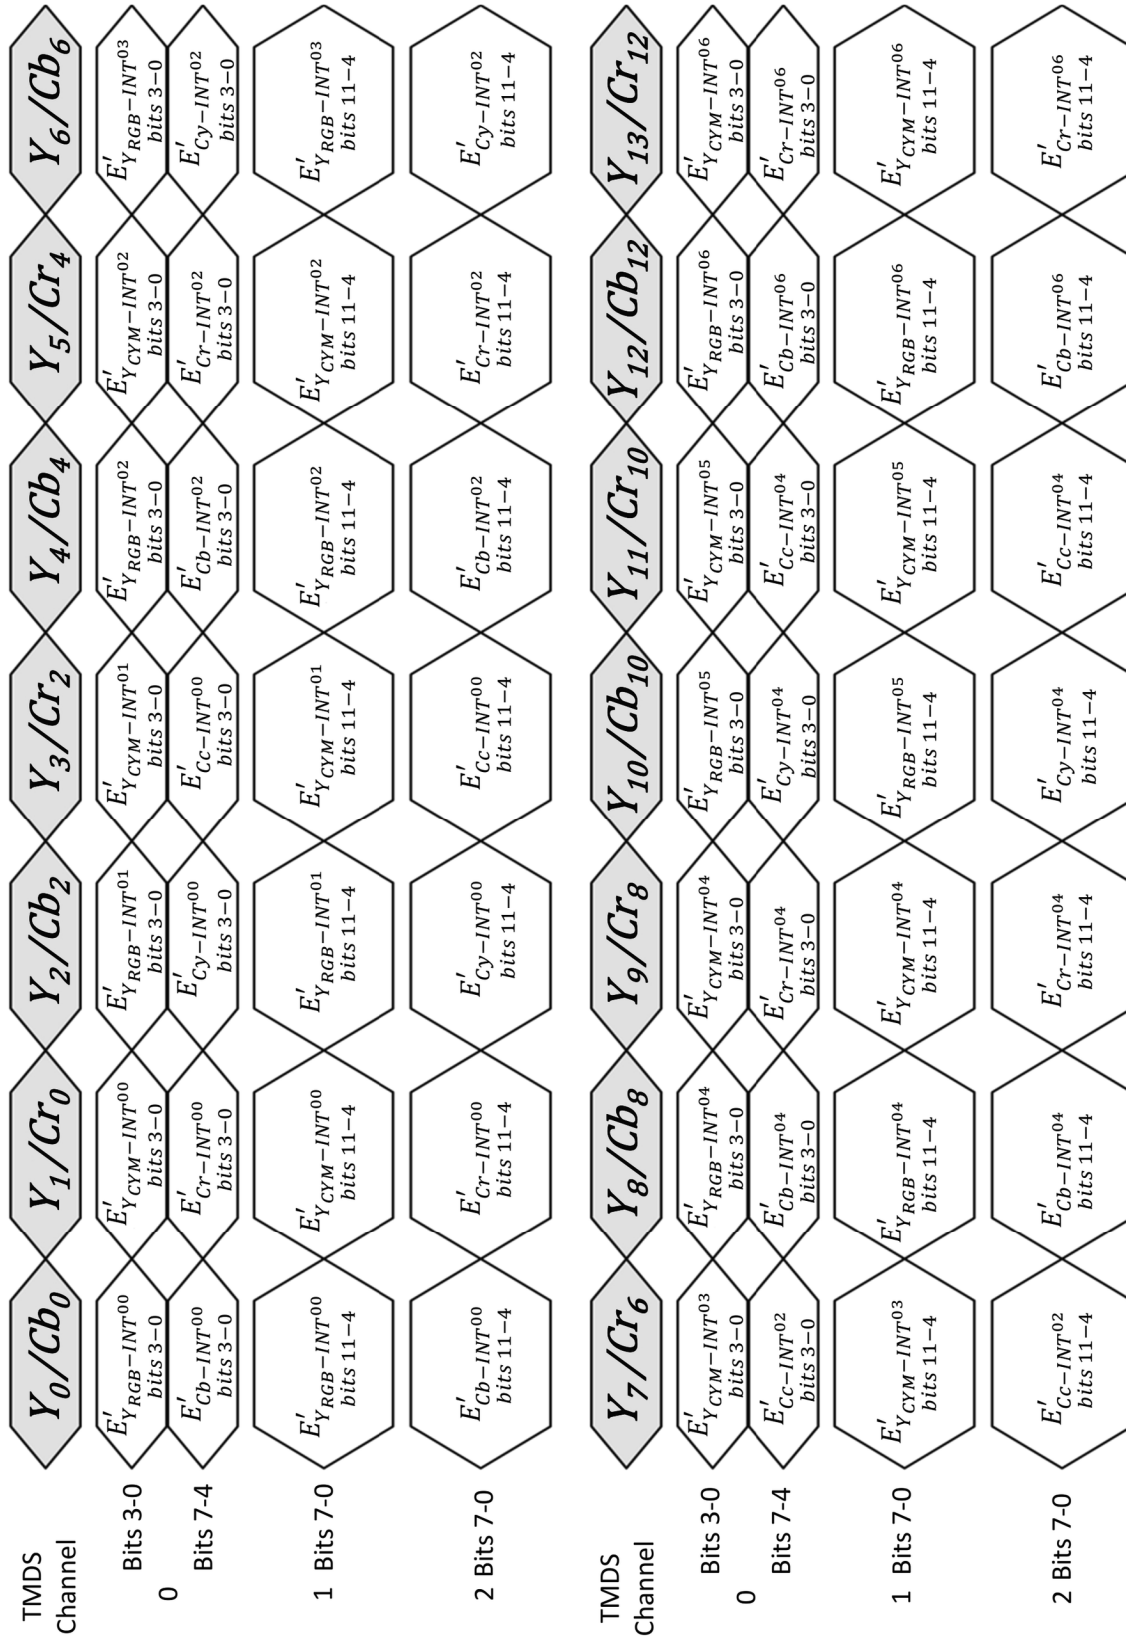 TMDS
Channel
Y0/Cb0 Y1/Cr0 Y2/Cb2 Y3/Cr2 Y4/Cb4 Y5/Cr4 Y6/Cb6
0
Bits 3-0
E′YRGB−INT00 E′YCYM−INT00 E′YRGB−INT01 E′YCYM−INT01 E′YRGB−INT02 E′YCYM−INT02 E′YRGB−INT03
bits 3−0 bits 3−0 bits 3−0 bits 3−0 bits 3−0 bits 3−0 bits 3−0
Bits 7-4
E′Cb−INT00 E′Cr−INT00 E′Cy−INT00 E′Cc−INT00 E′Cb−INT02 E′Cr−INT02 E′Cy−INT02
bits 3−0 bits 3−0 bits 3−0 bits 3−0 bits 3−0 bits 3−0 bits 3−0
1 Bits 7-0
E′YRGB−INT00 E′YCYM−INT00 E′YRGB−INT01 E′YCYM−INT01 E′YRGB−INT02 E′YCYM−INT02 E′YRGB−INT03
bits 11−4 bits 11−4 bits 11−4 bits 11−4 bits 11−4 bits 11−4 bits 11−4
2 Bits 7-0
E′Cb−INT00 E′Cr−INT00 E′Cy−INT00 E′Cc−INT00 E′Cb−INT02 E′Cr−INT02 E′Cy−INT02
bits 11−4 bits 11−4 bits 11−4 bits 11−4 bits 11−4 bits 11−4 bits 11−4
TMDS
Channel
Y7/Cr6 Y8/Cb8 Y9/Cr8 Y10/Cb10 Y11/Cr10 Y12/Cb12 Y13/Cr12
0
Bits 3-0
E′YCYM−INT03 E′YRGB−INT04 E′YCYM−INT04 E′YRGB−INT05 E′YCYM−INT05 E′YRGB−INT06 E′YCYM−INT06
bits 3−0 bits 3−0 bits 3−0 bits 3−0 bits 3−0 bits 3−0 bits 3−0
Bits 7-4
E′Cc−INT02 E′Cb−INT04 E′Cr−INT04 E′Cy−INT04 E′Cc−INT04 E′Cb−INT06 E′Cr−INT06
bits 3−0 bits 3−0 bits 3−0 bits 3−0 bits 3−0 bits 3−0 bits 3−0
1 Bits 7-0
E′YCYM−INT03 E′YRGB−INT04 E′YCYM−INT04 E′YRGB−INT05 E′YCYM−INT05 E′YRGB−INT06 E′YCYM−INT06
bits 11−4 bits 11−4 bits 11−4 bits 11−4 bits 11−4 bits 11−4 bits 11−4
2 Bits 7-0
E′Cc−INT02 E′Cb−INT04 E′Cr−INT04 E′Cy−INT04 E′Cc−INT04 E′Cb−INT06 E′Cr−INT06
bits 11−4 bits 11−4 bits 11−4 bits 11−4 bits 11−4 bits 11−4 bits 11−4